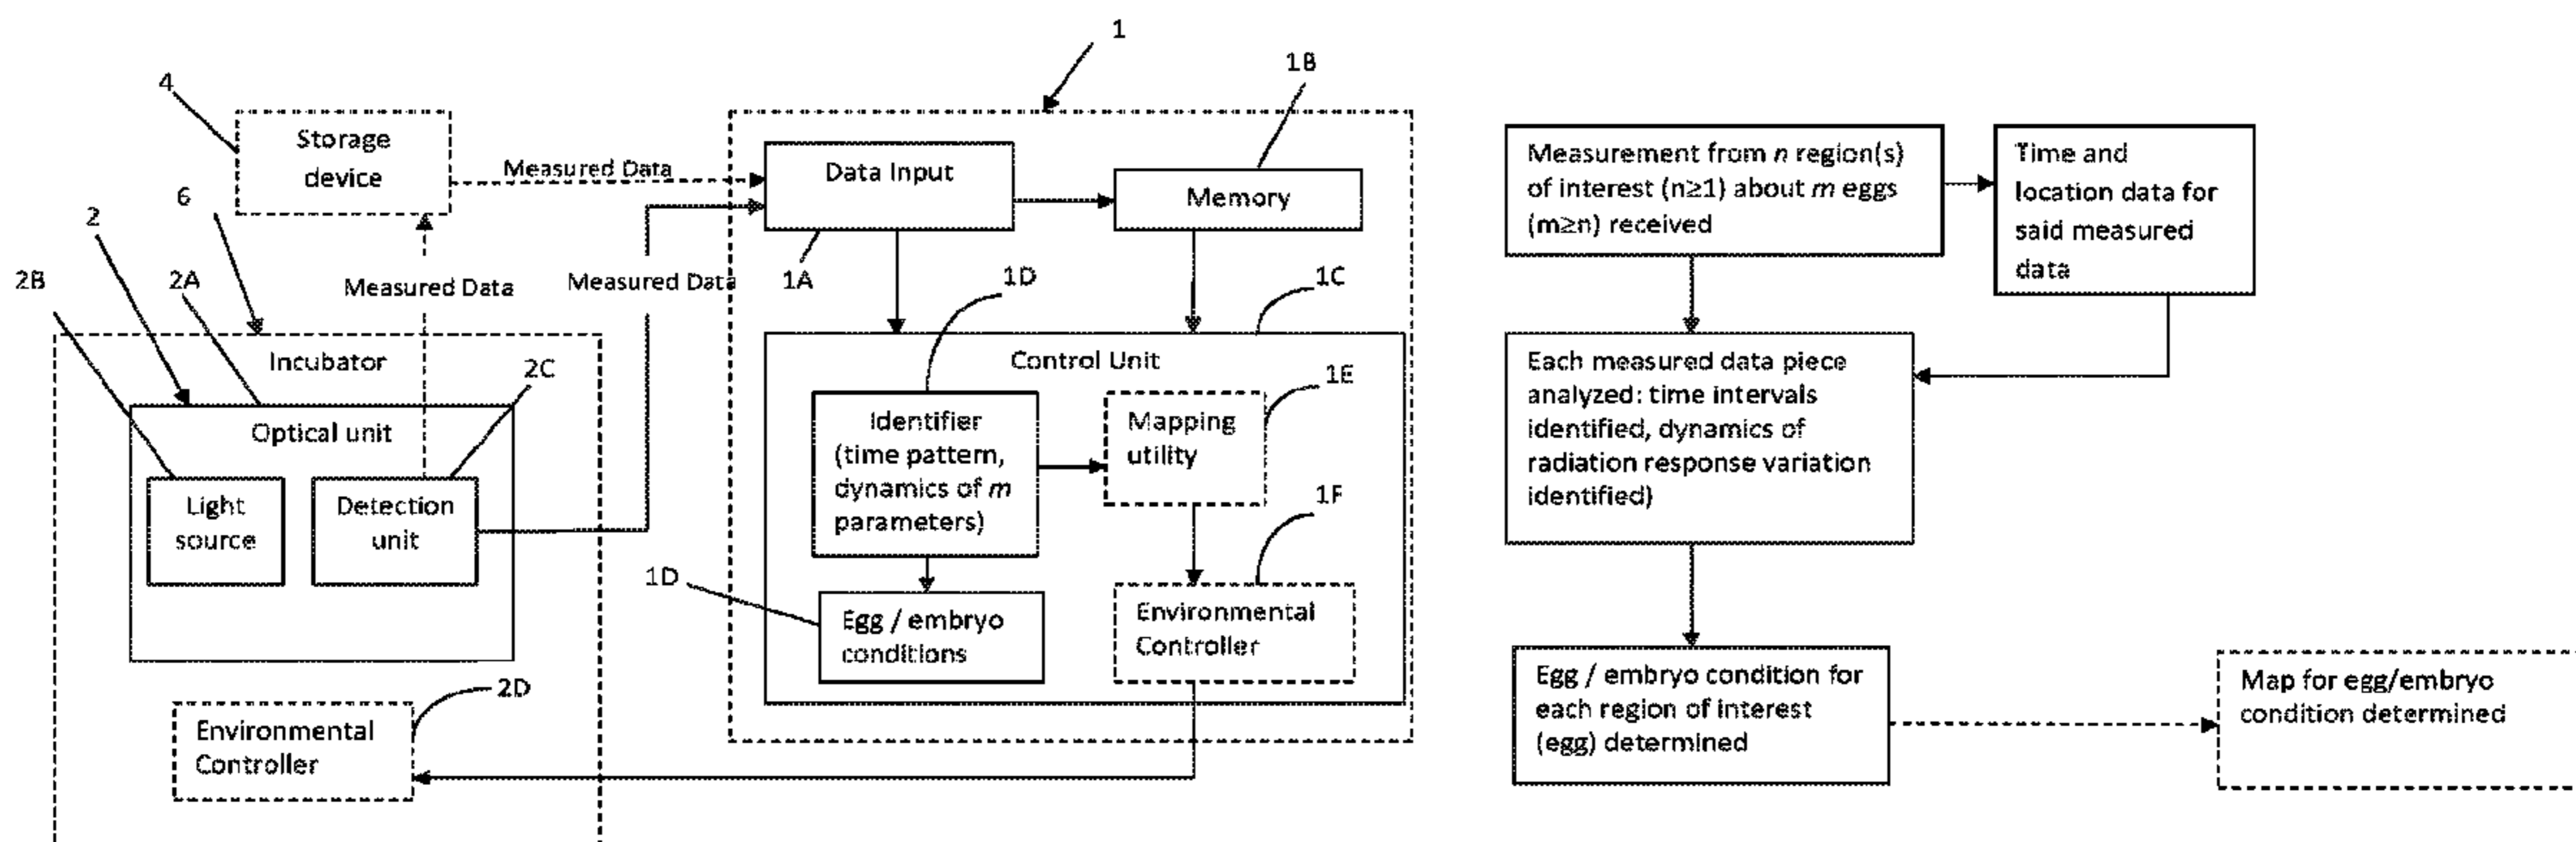 1
1B
4
Storage
device
Measured Data
Data Input
Memory
6
2
2B
2A
Measured Data
Measured Data
1A
1D
1C
Incubator
2C
Optical unit
Light
source
Detection
unit
Control Unit
1E
Identifier
(time pattern,
dynamics of m
parameters)
Mapping
utility
1F
1D
Egg / embryo
conditions
Environmental
Controller
2D
Environmental
Controller
Measurement from n region(s)
of interest (n≥1) about m eggs
(m≥n) received
Time and
location data for
said measured
data
Each measured data piece
analyzed: time intervals
identified, dynamics of
radiation response variation
identified)
Egg / embryo condition for
each region of interest
(egg) determined
Map for egg/embryo
condition determined